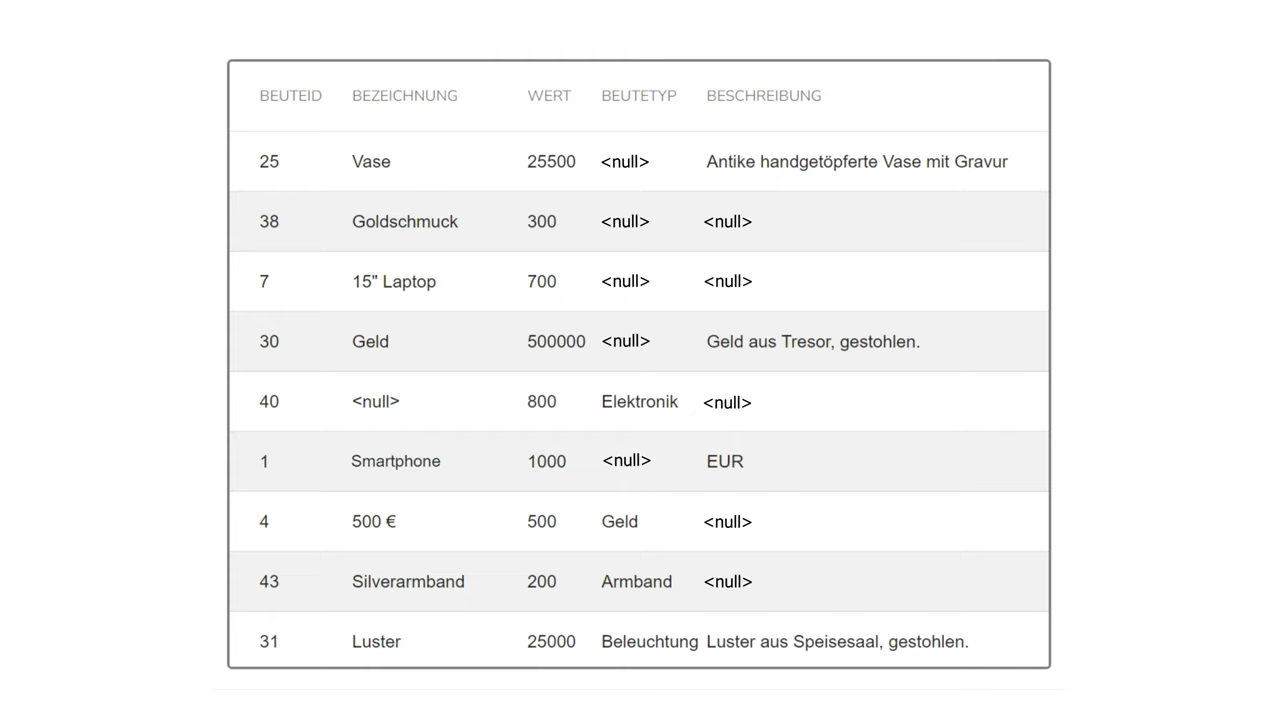 BEUTEID BEZEICHNUNG WERT BEUTETYP BESCHREIBUNG
25 Vase 25500 <null> Antike handgetöpferte Vase mit Gravur
38 Goldschmuck 300 <null> <null>
7 15" Laptop 700 <null> <null>
30 Geld 500000 <null> Geld aus Tresor, gestohlen.
40 <null> 800 Elektronik <null>
1 Smartphone 1000 <null> EUR
4 500 € 500 Geld <null>
43 Silverarmband 200 Armband <null>
31 Luster 25000 Beleuchtung Luster aus Speisesaal, gestohlen.